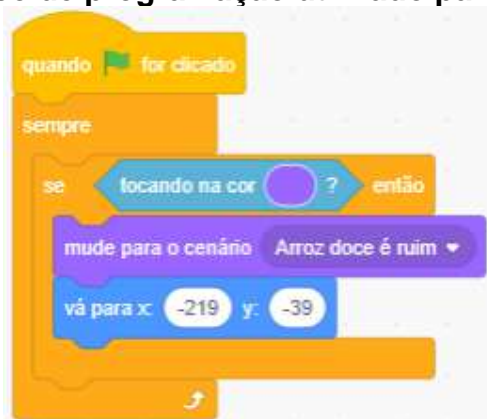 quando for clicado
sempre
se tocando na cor ? então
mude para o cenário Arroz doce é ruim
vá para x: -219 y: -39